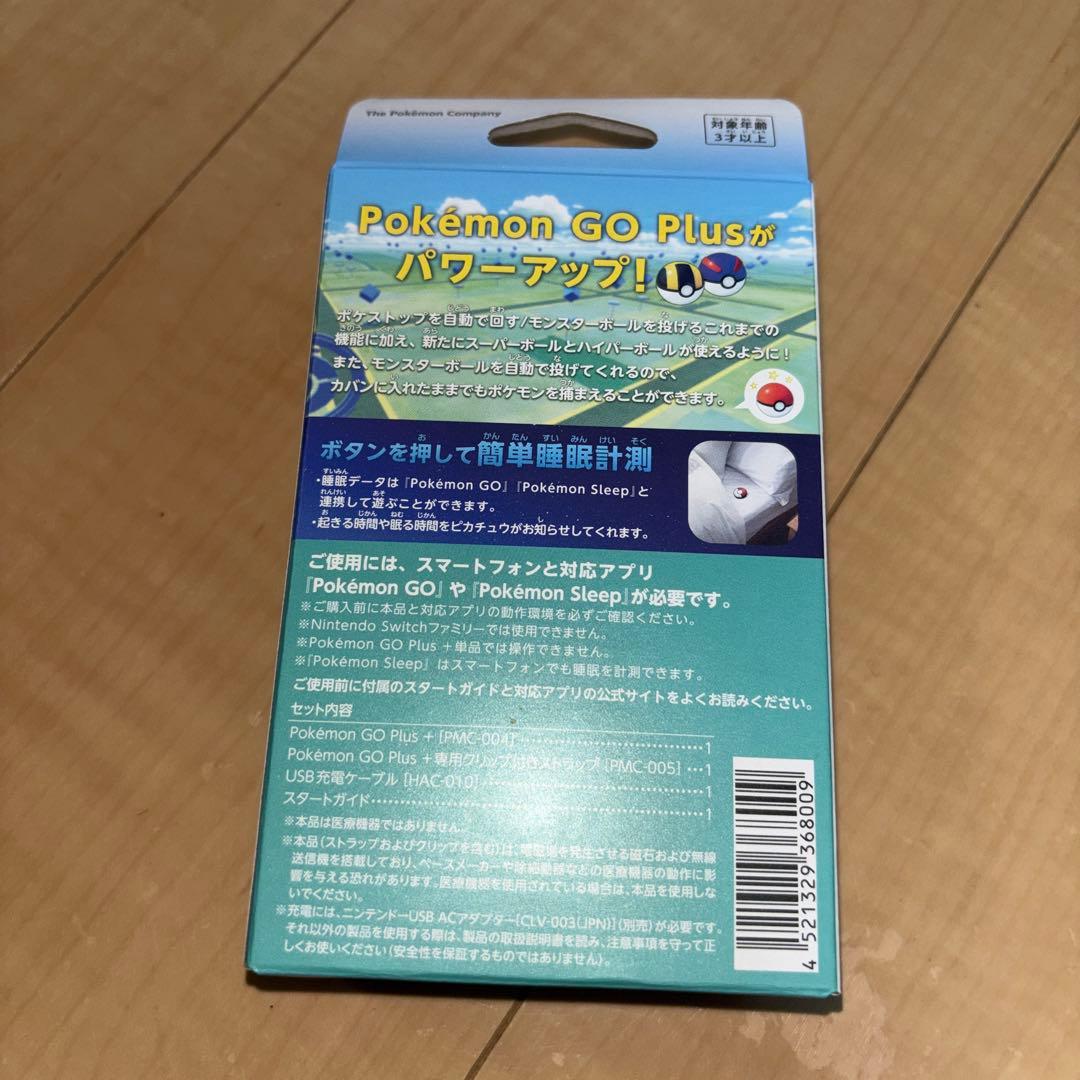 The Pokémon Company
対象年齢
3才以上
Pokémon GO Plusが
パワーアップ!
ポケストップを自動で回す/モンスターボールを投げるこれまでの
機能に加え、新たにスーパーボールとハイパーボールが使えるように!
また、モンスターボールを自動で投げてくれるので、
カバンに入れたままでもポケモンを捕まえることができます。
ボタンを押して簡単睡眠計測
・睡眠データは『Pokémon GO』『Pokémon Sleep』と
連携して遊ぶことができます。
・起きる時間や眠る時間をピカチュウがお知らせしてくれます。
ご使用には、スマートフォンと対応アプリ
『Pokémon GO』や『Pokémon Sleep』が必要です。
※ご購入前に本品と対応アプリの動作環境を必ずご確認ください。
※Nintendo Switchファミリーでは使用できません。
※Pokémon GO Plus +単品では操作できません。
※『Pokémon Sleep』はスマートフォンでも睡眠を計測できます。
ご使用前に付属のスタートガイドと対応アプリの公式サイトをよくお読みください。
セット内容
Pokémon GO Plus + [PMC-004]…1
Pokémon GO Plus +専用クリップ付きストラップ [PMC-005]…1
USB充電ケーブル [HAC-010]…1
スタートガイド…1
※本品は医療機器ではありません。
※本品(ストラップおよびクリップを含む)は、電磁波を発生させる磁石および無線
送信機を搭載しており、ペースメーカーや除細動器などの医療機器の動作に影
響を与える恐れがあります。医療機器を使用されている場合は、本品を使用しな
いでください。
※充電には、ニンテンドーUSB ACアダプター[CLV-003(JPN)](別売)が必要です。
それ以外の製品を使用する際は、製品の取扱説明書を読み、注意事項を守って正
しくお使いください(安全性を保証するものではありません)。
4 521329 368009